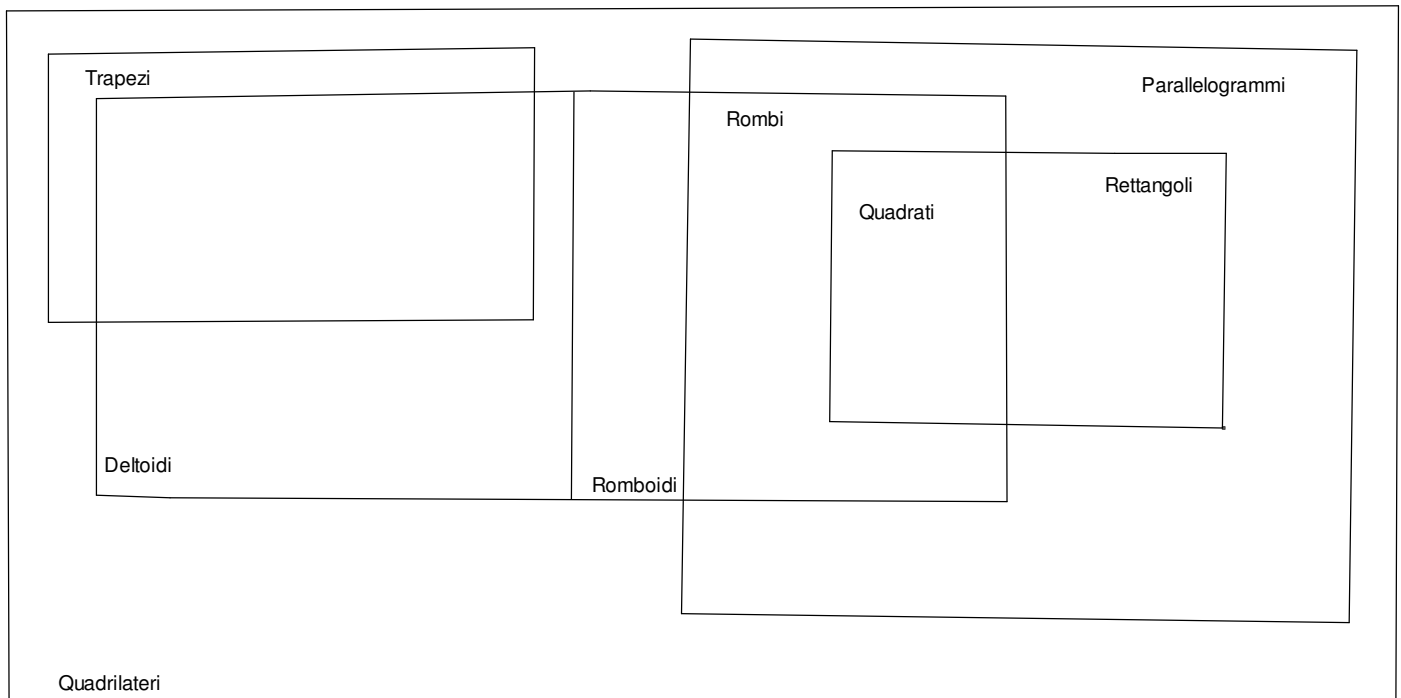 Trapezi
Parallelogrammi
Rombi
Rettangoli
Quadrati
Deltoidi
Romboidi
Quadrilateri